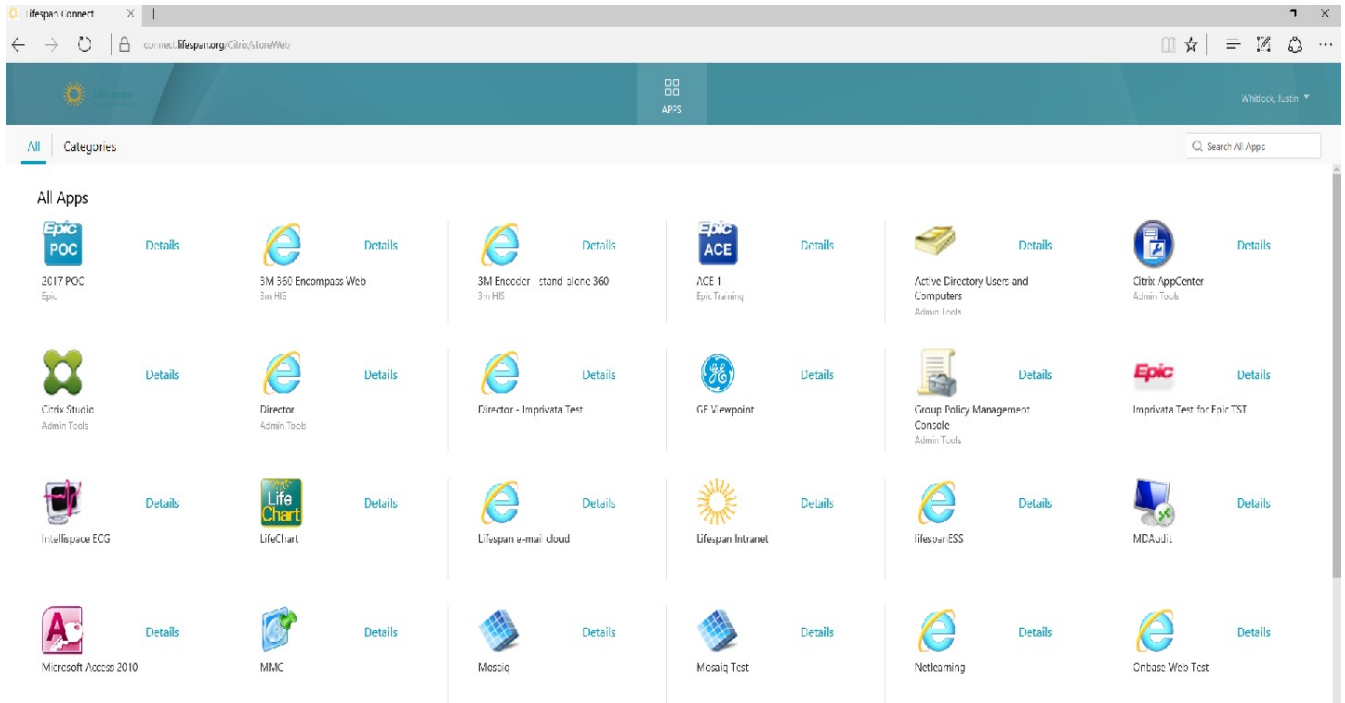 Lifespan Connect
connect.lifespan.org/Citrix/storeWeb
Lifespan
APPS
Whitlock, Justin
All
Categories
Search All Apps
All Apps
Epic POC Details
Details
Details
Epic ACE Details
Details
Details
2017 POC
3M 360 Encompass Web
3M Encoder - stand-alone 360
ACE 1
Active Directory Users and
Citrix AppCenter
Epic
3m HIS
3m HIS
Epic Training
Computers
Admin Tools
Admin Tools
Details
Details
Details
GE Details
Details
Epic Details
Citrix Studio
Director
Director - Imprivata Test
GE Viewpoint
Group Policy Management
Imprivata Test for Epic TST
Admin Tools
Admin Tools
Console
Admin Tools
Details
Life Chart Details
Details
Details
Details
Details
Intellispace ECG
LifeChart
Lifespan e-mail cloud
Lifespan Intranet
lifespanESS
MDAudit
Details
Details
Details
Details
Details
Details
Microsoft Access 2010
MMC
Mosaiq
Mosaiq Test
Netlearning
Onbase Web Test